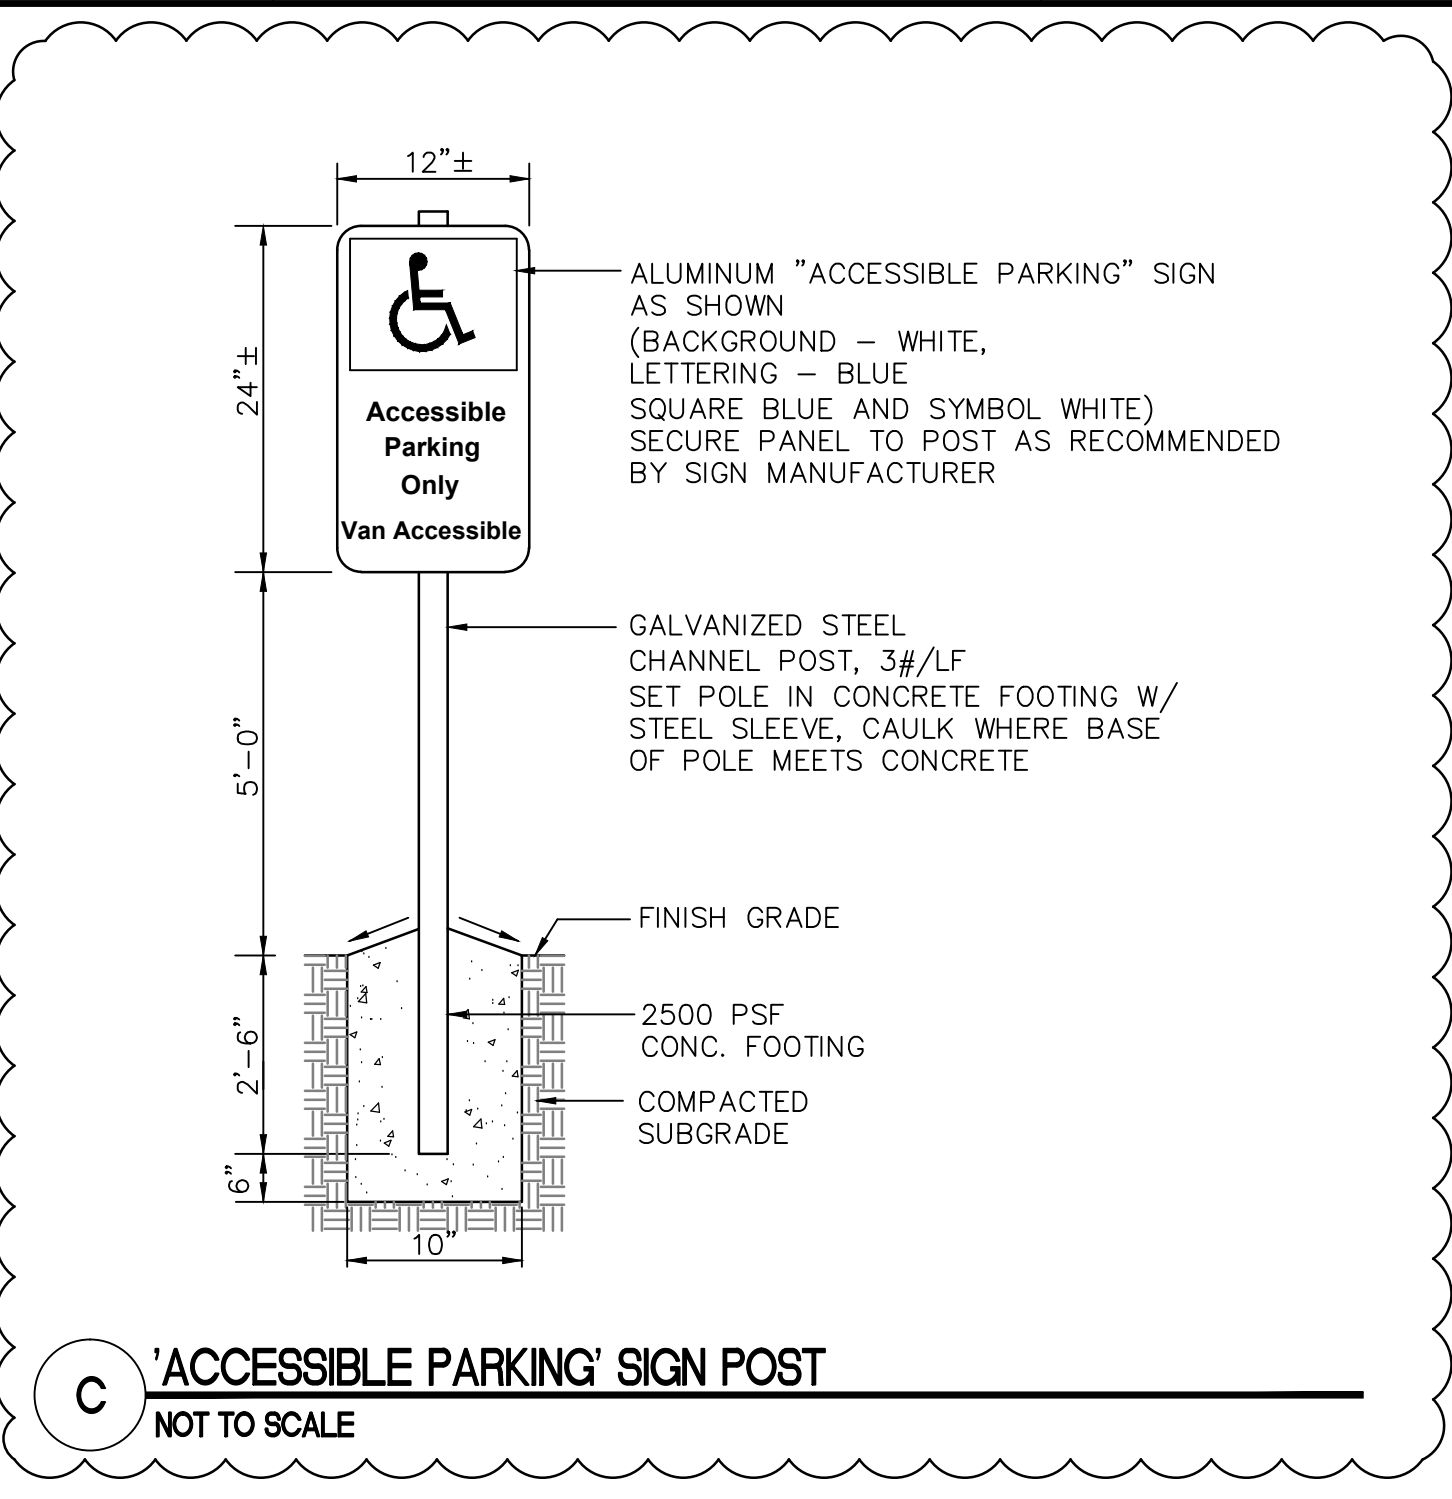 12"±
24"±
Accessible
Parking
Only
Van Accessible
ALUMINUM "ACCESSIBLE PARKING" SIGN
AS SHOWN
(BACKGROUND – WHITE,
LETTERING – BLUE
SQUARE BLUE AND SYMBOL WHITE)
SECURE PANEL TO POST AS RECOMMENDED
BY SIGN MANUFACTURER
5'–0"
GALVANIZED STEEL
CHANNEL POST, 3#/LF
SET POLE IN CONCRETE FOOTING W/
STEEL SLEEVE, CAULK WHERE BASE
OF POLE MEETS CONCRETE
FINISH GRADE
2'–6"
2500 PSF
CONC. FOOTING
COMPACTED
SUBGRADE
6"
10"
C
'ACCESSIBLE PARKING' SIGN POST
NOT TO SCALE